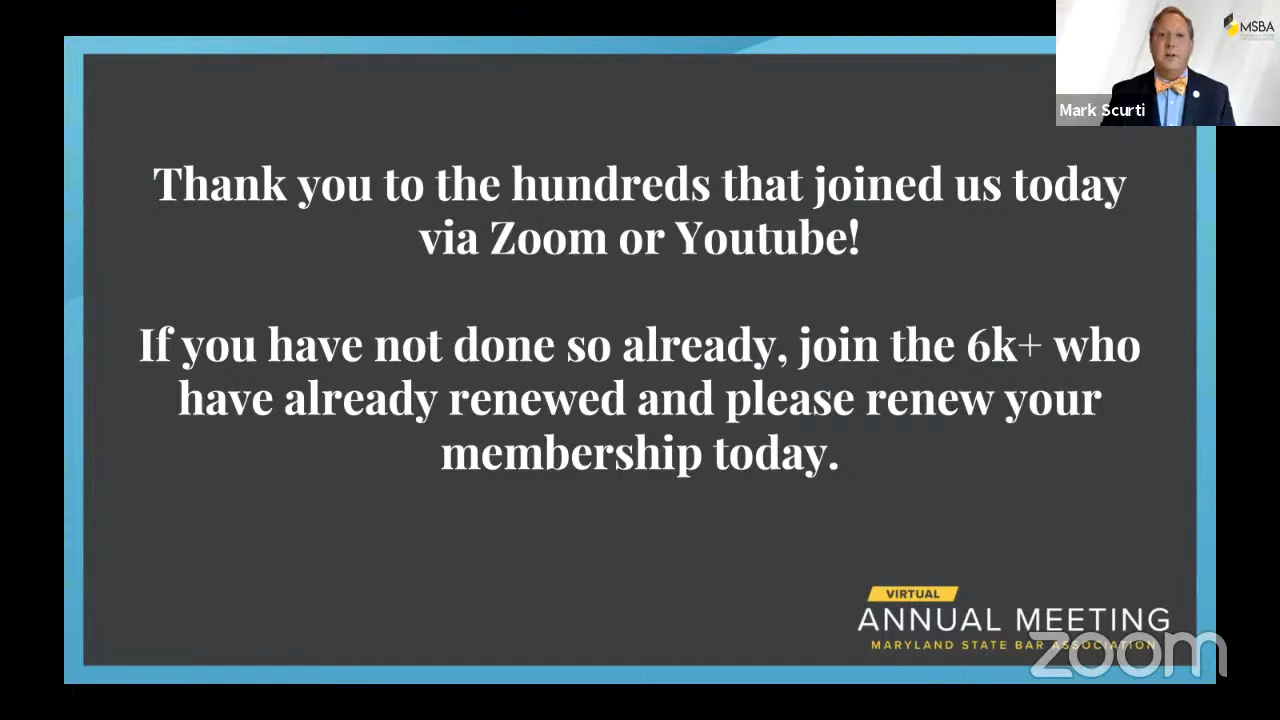 MSBA
Mark Scurti
Thank you to the hundreds that joined us today
via Zoom or Youtube!
If you have not done so already, join the 6k+ who
have already renewed and please renew your
membership today.
VIRTUAL
ANNUAL MEETING
MARYLAND STATE BAR ASSOCIATION
zoom